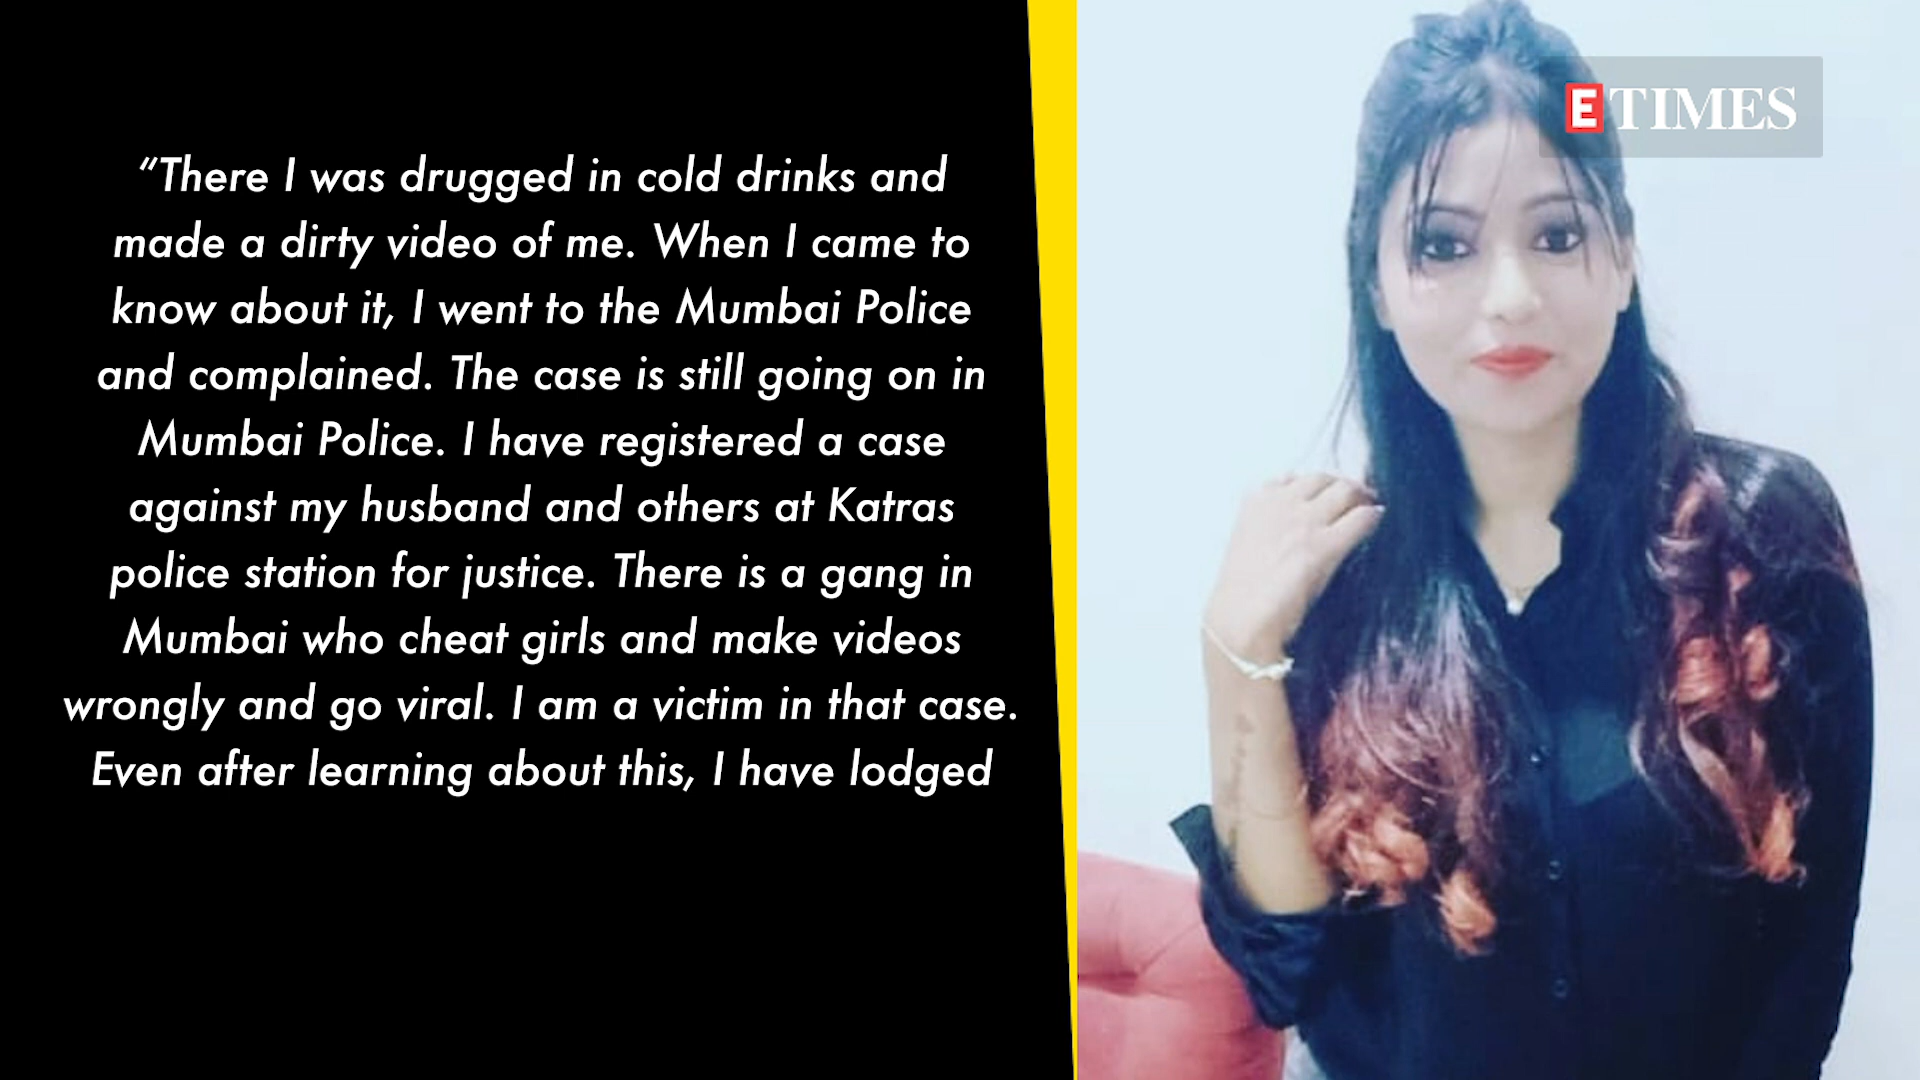 E TIMES
“There I was drugged in cold drinks and
made a dirty video of me. When I came to
know about it, I went to the Mumbai Police
and complained. The case is still going on in
Mumbai Police. I have registered a case
against my husband and others at Katras
police station for justice. There is a gang in
Mumbai who cheat girls and make videos
wrongly and go viral. I am a victim in that case.
Even after learning about this, I have lodged